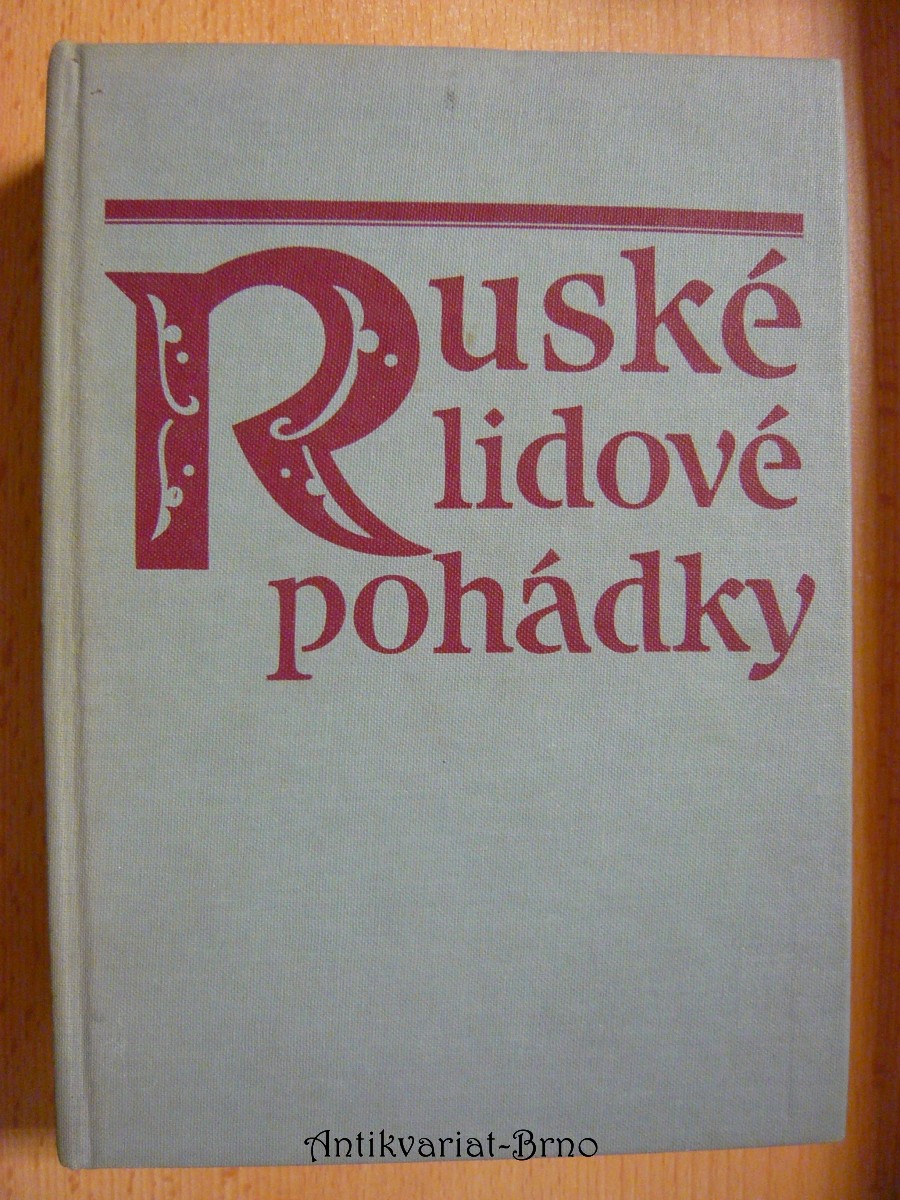 Ruské
lidové
pohádky
Antikvariat-Brno